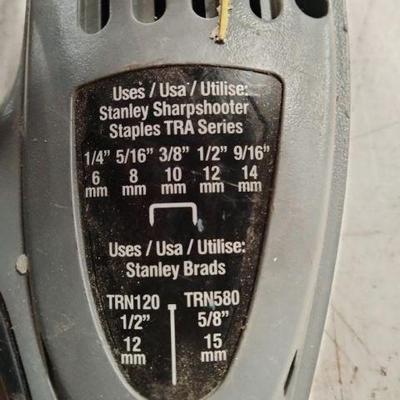 Uses / Usa / Utilise:
Stanley Sharpshooter
Staples TRA Series
1/4” 5/16” 3/8” 1/2” 9/16”
6 8 10 12 14
mm mm mm mm mm
Uses / Usa / Utilise:
Stanley Brads
TRN120 TRN580
1/2” 5/8”
12 15
mm mm